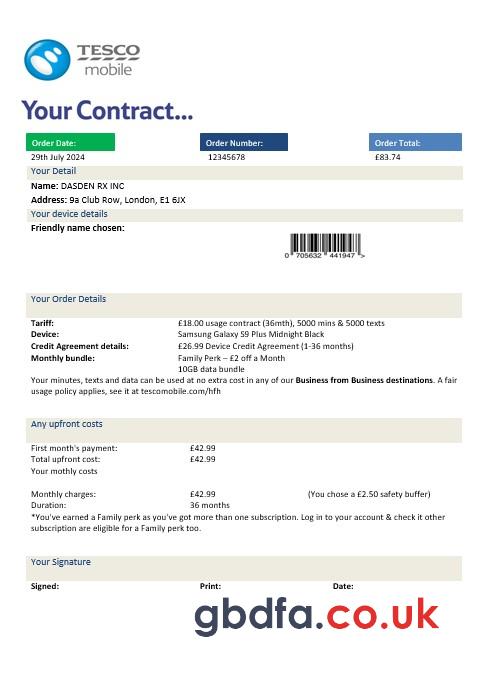 TESCO
mobile
Your Contract...
Order Date: Order Number: Order Total:
29th July 2024 12345678 £83.74
Your Detail
Name: DASDEN RX INC
Address: 9a Club Row, London, E1 6JX
Your device details
Friendly name chosen:
0 705632 441947 >
Your Order Details
Tariff: £18.00 usage contract (36mth), 5000 mins & 5000 texts
Device: Samsung Galaxy S9 Plus Midnight Black
Credit Agreement details: £26.99 Device Credit Agreement (1-36 months)
Monthly bundle: Family Perk – £2 off a Month
10GB data bundle
Your minutes, texts and data can be used at no extra cost in any of our Business from Business destinations. A fair
usage policy applies, see it at tescomobile.com/hfh
Any upfront costs
First month's payment: £42.99
Total upfront cost: £42.99
Your mothly costs
Monthly charges: £42.99 (You chose a £2.50 safety buffer)
Duration: 36 months
*You've earned a Family perk as you've got more than one subscription. Log in to your account & check it other
subscription are eligible for a Family perk too.
Your Signature
Signed: Print: Date:
gbdfa.co.uk